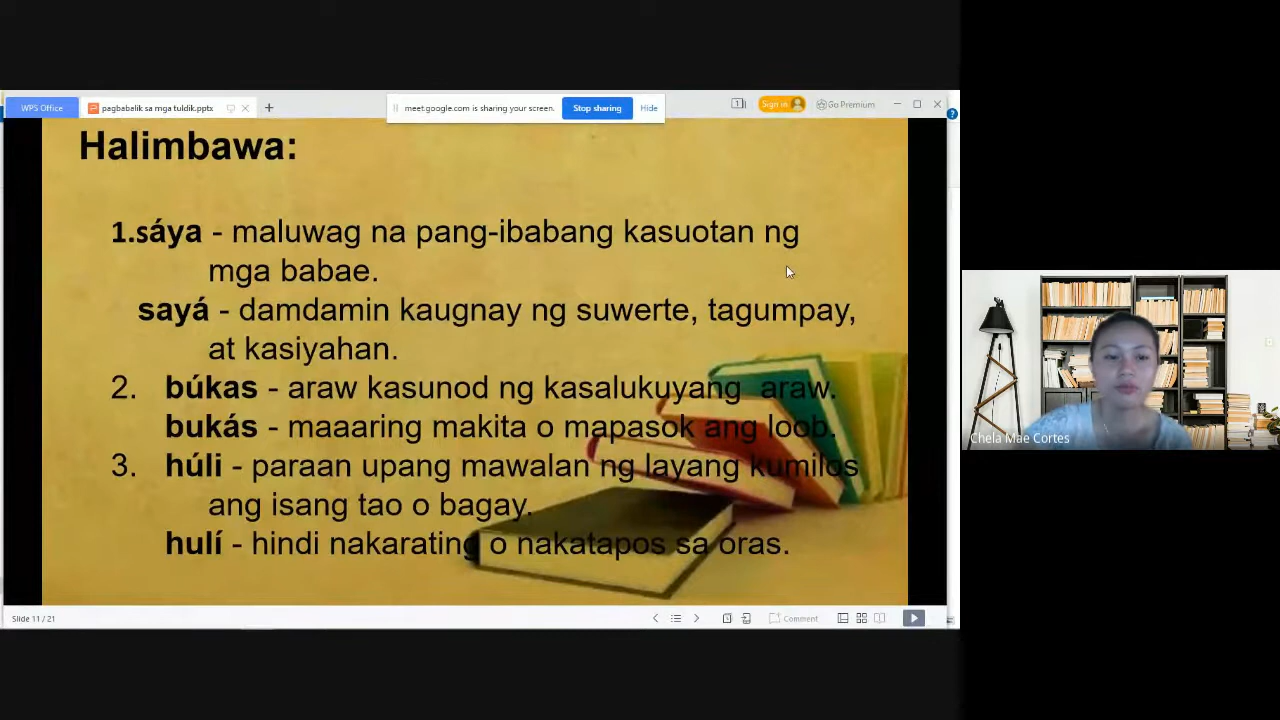 WPS Office
pagbabalik sa mga tuldik.pptx
meet.google.com is sharing your screen.
Stop sharing
Hide
1
Sign in
Go Premium
Halimbawa:
1.sáya - maluwag na pang-ibabang kasuotan ng
mga babae.
sayá - damdamin kaugnay ng suwerte, tagumpay,
at kasiyahan.
2. búkas - araw kasunod ng kasalukuyang araw.
bukás - maaaring makita o mapasok ang loob.
3. húli - paraan upang mawalan ng layang kumilos
ang isang tao o bagay.
hulí - hindi nakarating o nakatapos sa oras.
Chela Mae Cortes
Slide 11 / 21
Comment